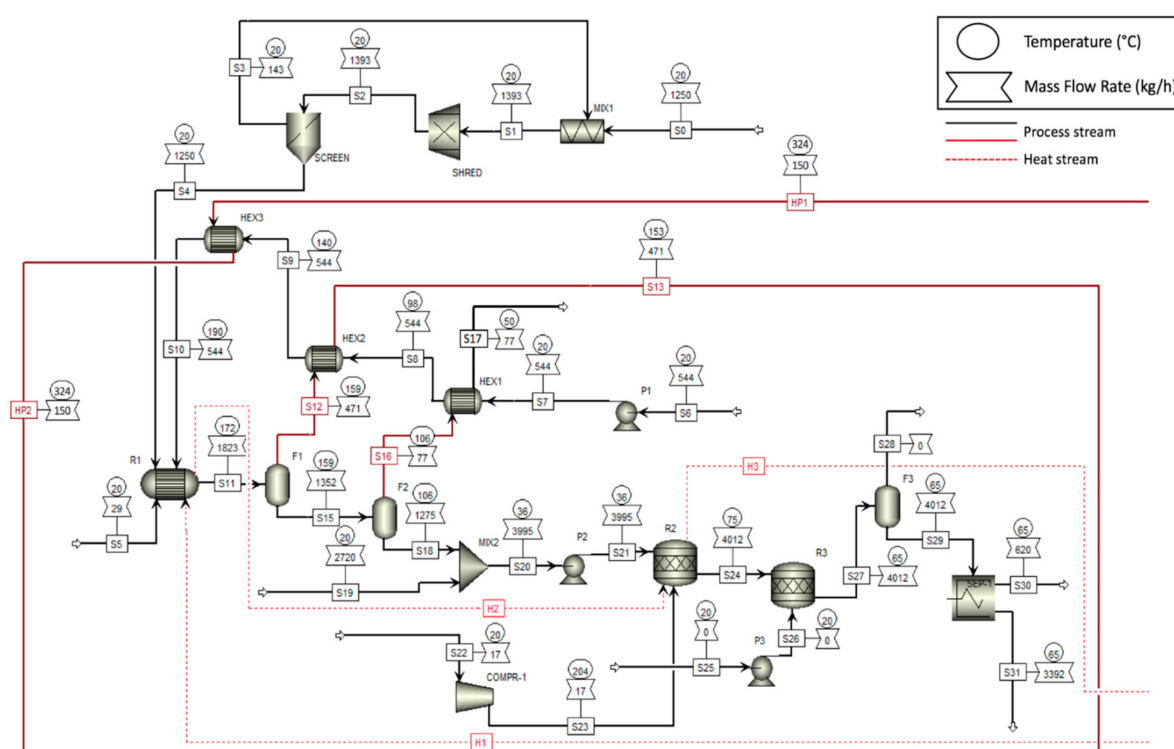 Temperature (°C)
Mass Flow Rate (kg/h)
Process stream
Heat stream
20
143
S3
20
1393
S2
20
1393
S1
MIX1
20
1250
S0
SCREEN
SHRED
20
1250
S4
324
150
HP1
HEX3
140
544
S9
153
471
S13
98
544
S8
HEX2
S17
50
77
20
544
S7
20
544
S6
HEX1
P1
190
544
S10
324
150
HP2
159
471
S12
106
77
S16
172
1823
S11
R1
F1
159
1352
S15
F2
106
1275
S18
20
29
S5
20
2720
S19
MIX2
36
3995
S20
P2
36
3995
S21
R2
H3
75
4012
S24
R3
S28
0
F3
65
4012
S29
65
4012
S27
SEP-1
65
620
S30
65
3392
S31
H2
20
17
S22
COMPR-1
204
17
S23
20
0
S25
P3
20
0
S26
H1